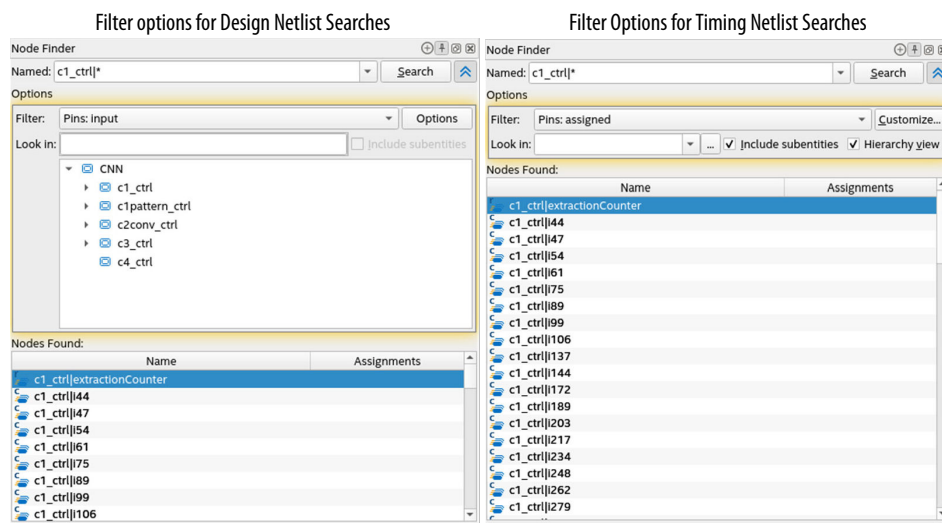 Filter options for Design Netlist Searches
Node Finder
Named: c1_ctrl|* Search
Options
Filter: Pins: input Options
Look in: Include subentities
CNN
c1_ctrl
c1pattern_ctrl
c2conv_ctrl
c3_ctrl
c4_ctrl
Nodes Found:
Name Assignments
c1_ctrl|extractionCounter
c1_ctrl|i44
c1_ctrl|i47
c1_ctrl|i54
c1_ctrl|i61
c1_ctrl|i75
c1_ctrl|i89
c1_ctrl|i99
c1_ctrl|i106
Filter Options for Timing Netlist Searches
Node Finder
Named: c1_ctrl|* Search
Options
Filter: Pins: assigned Customize...
Look in: ... Include subentities Hierarchy view
Nodes Found:
Name Assignments
c1_ctrl|extractionCounter
c1_ctrl|i44
c1_ctrl|i47
c1_ctrl|i54
c1_ctrl|i61
c1_ctrl|i75
c1_ctrl|i89
c1_ctrl|i99
c1_ctrl|i106
c1_ctrl|i137
c1_ctrl|i144
c1_ctrl|i172
c1_ctrl|i189
c1_ctrl|i203
c1_ctrl|i217
c1_ctrl|i234
c1_ctrl|i248
c1_ctrl|i262
c1_ctrl|i279